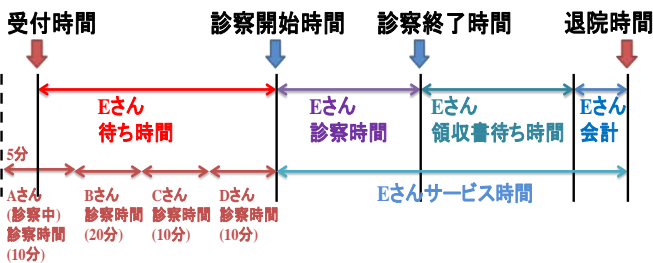 受付時間 診察開始時間 診察終了時間 退院時間
Eさん
待ち時間
Eさん
診察時間
Eさん
領収書待ち時間
Eさん
会計
5分
Aさん
(診察中)
診察時間
(10分)
Bさん
診察時間
(20分)
Cさん
診察時間
(10分)
Dさん
診察時間
(10分)
Eさんサービス時間